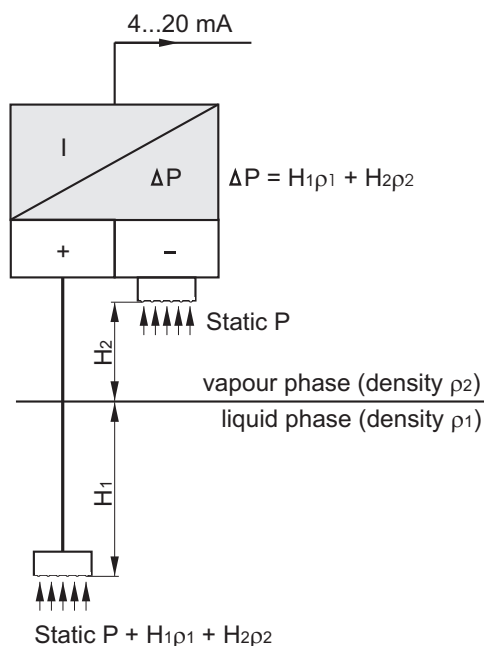 4...20 mA
I
ΔP
ΔP = H1ρ1 + H2ρ2
+
–
Static P
H2
vapour phase (density ρ2)
liquid phase (density ρ1)
H1
Static P + H1ρ1 + H2ρ2